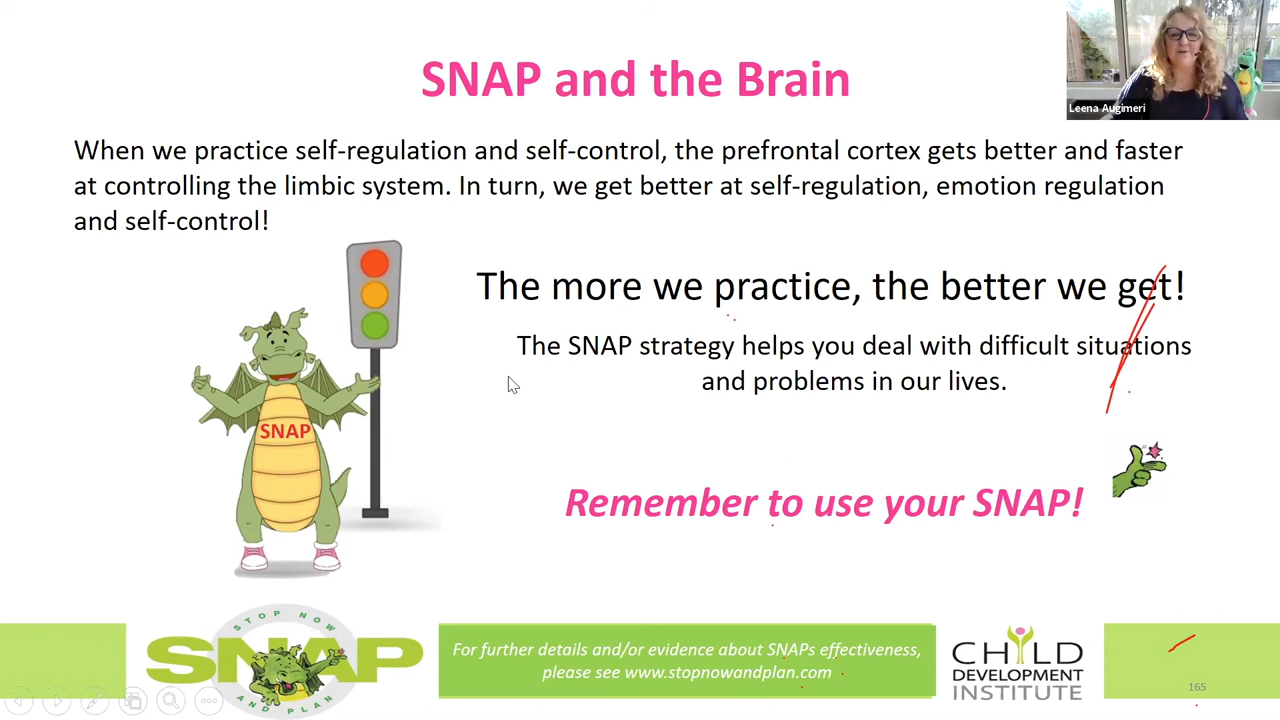 SNAP and the Brain
Leena Augimeri
When we practice self-regulation and self-control, the prefrontal cortex gets better and faster
at controlling the limbic system. In turn, we get better at self-regulation, emotion regulation
and self-control!
The more we practice, the better we get!
The SNAP strategy helps you deal with difficult situations
and problems in our lives.
SNAP
Remember to use your SNAP!
STOP NOW
SNAP
AND PLAN
For further details and/or evidence about SNAPs effectiveness,
please see www.stopnowandplan.com
CHILD
DEVELOPMENT
INSTITUTE
165